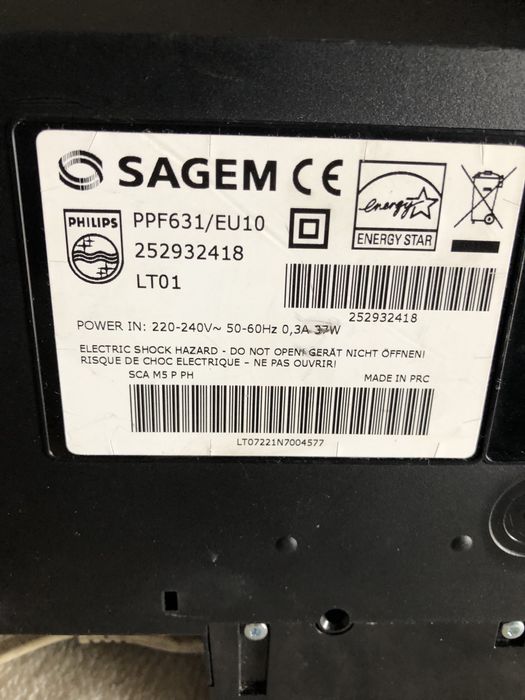 SAGEM CE
energy
ENERGY STAR
PHILIPS
PPF631/EU10
252932418
LT01
252932418
POWER IN: 220-240V~ 50-60Hz 0,3A 37W
ELECTRIC SHOCK HAZARD - DO NOT OPEN! GERÄT NICHT ÖFFNEN!
RISQUE DE CHOC ELECTRIQUE - NE PAS OUVRIR!
SCA M5 P PH
MADE IN PRC
LT07221N7004577